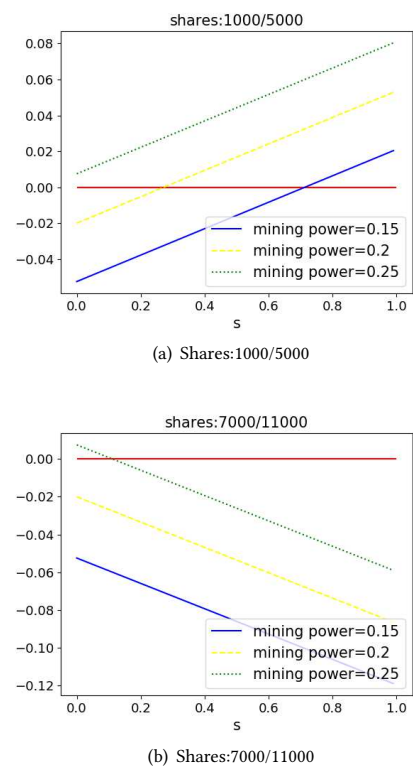 shares:1000/5000
0.08
0.06
0.04
0.02
0.00
−0.02
−0.04
mining power=0.15
mining power=0.2
mining power=0.25
0.0 0.2 0.4 0.6 0.8 1.0
s
(a) Shares:1000/5000
shares:7000/11000
0.00
−0.02
−0.04
−0.06
−0.08
−0.10
−0.12
mining power=0.15
mining power=0.2
mining power=0.25
0.0 0.2 0.4 0.6 0.8 1.0
s
(b) Shares:7000/11000